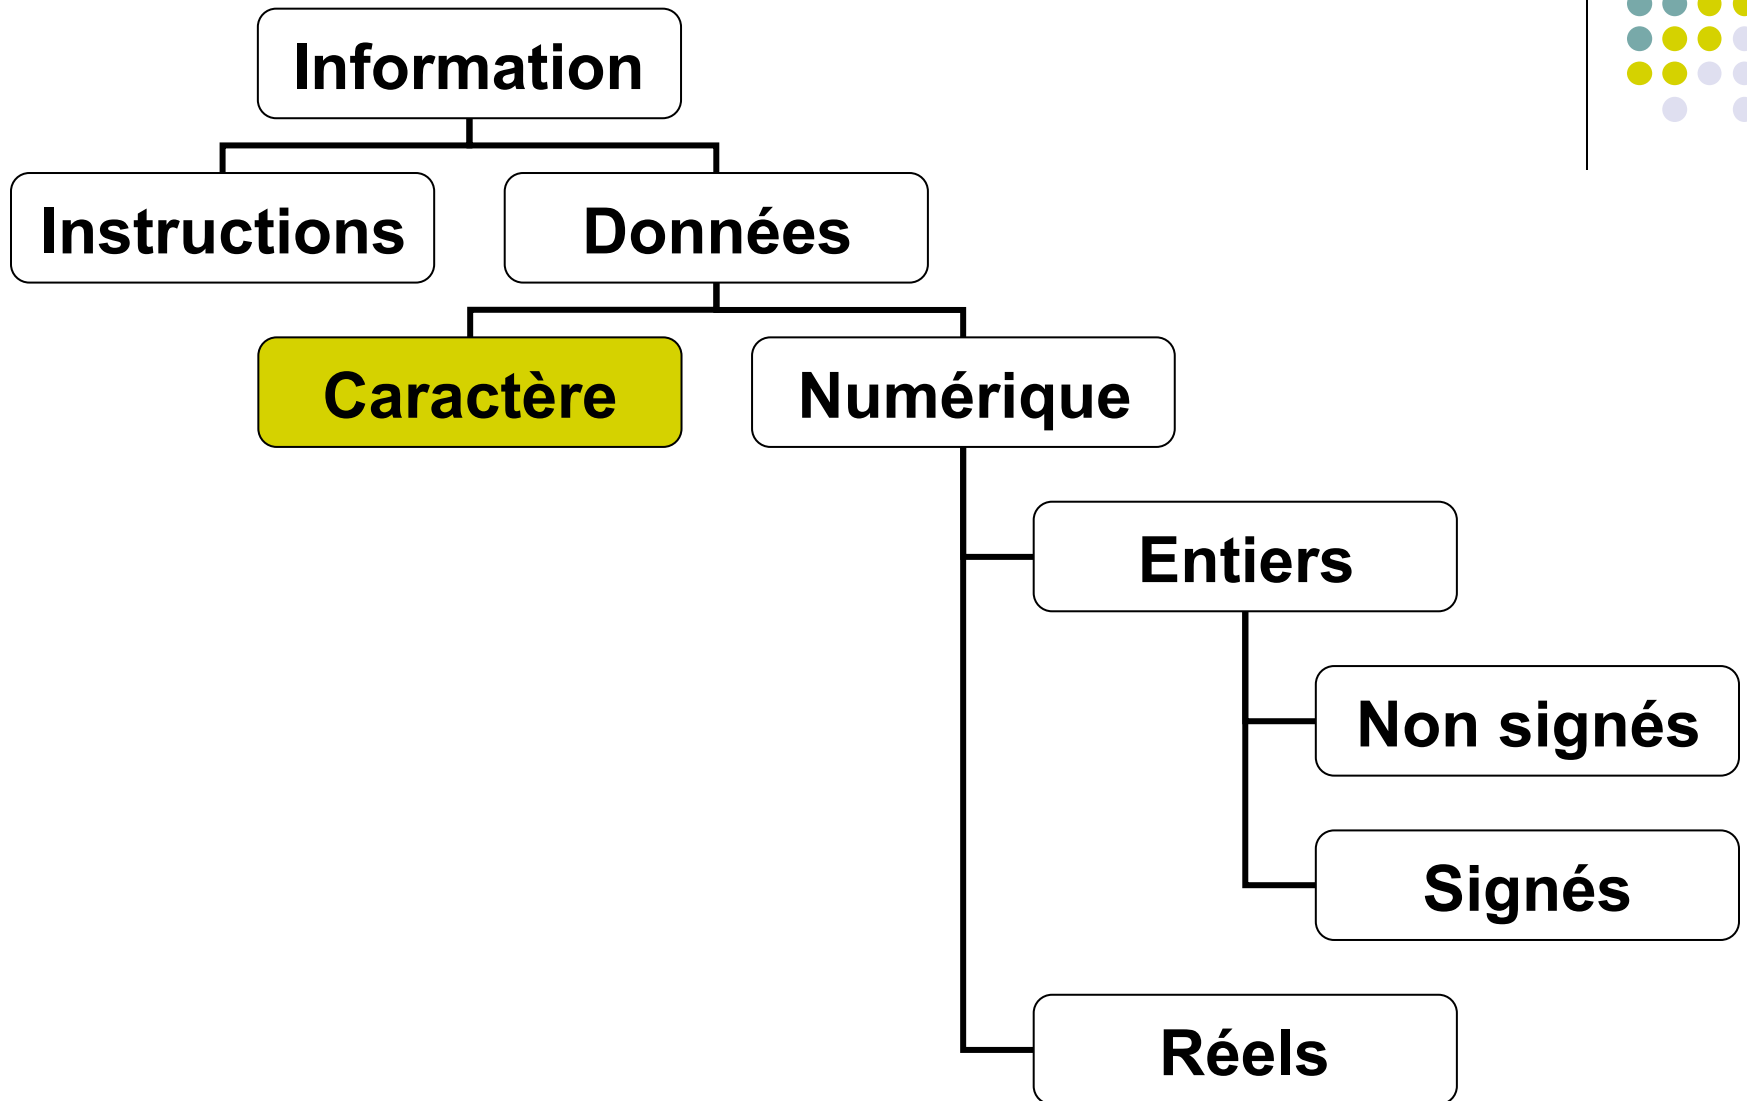 Information
Instructions
Données
Caractère
Numérique
Entiers
Non signés
Signés
Réels